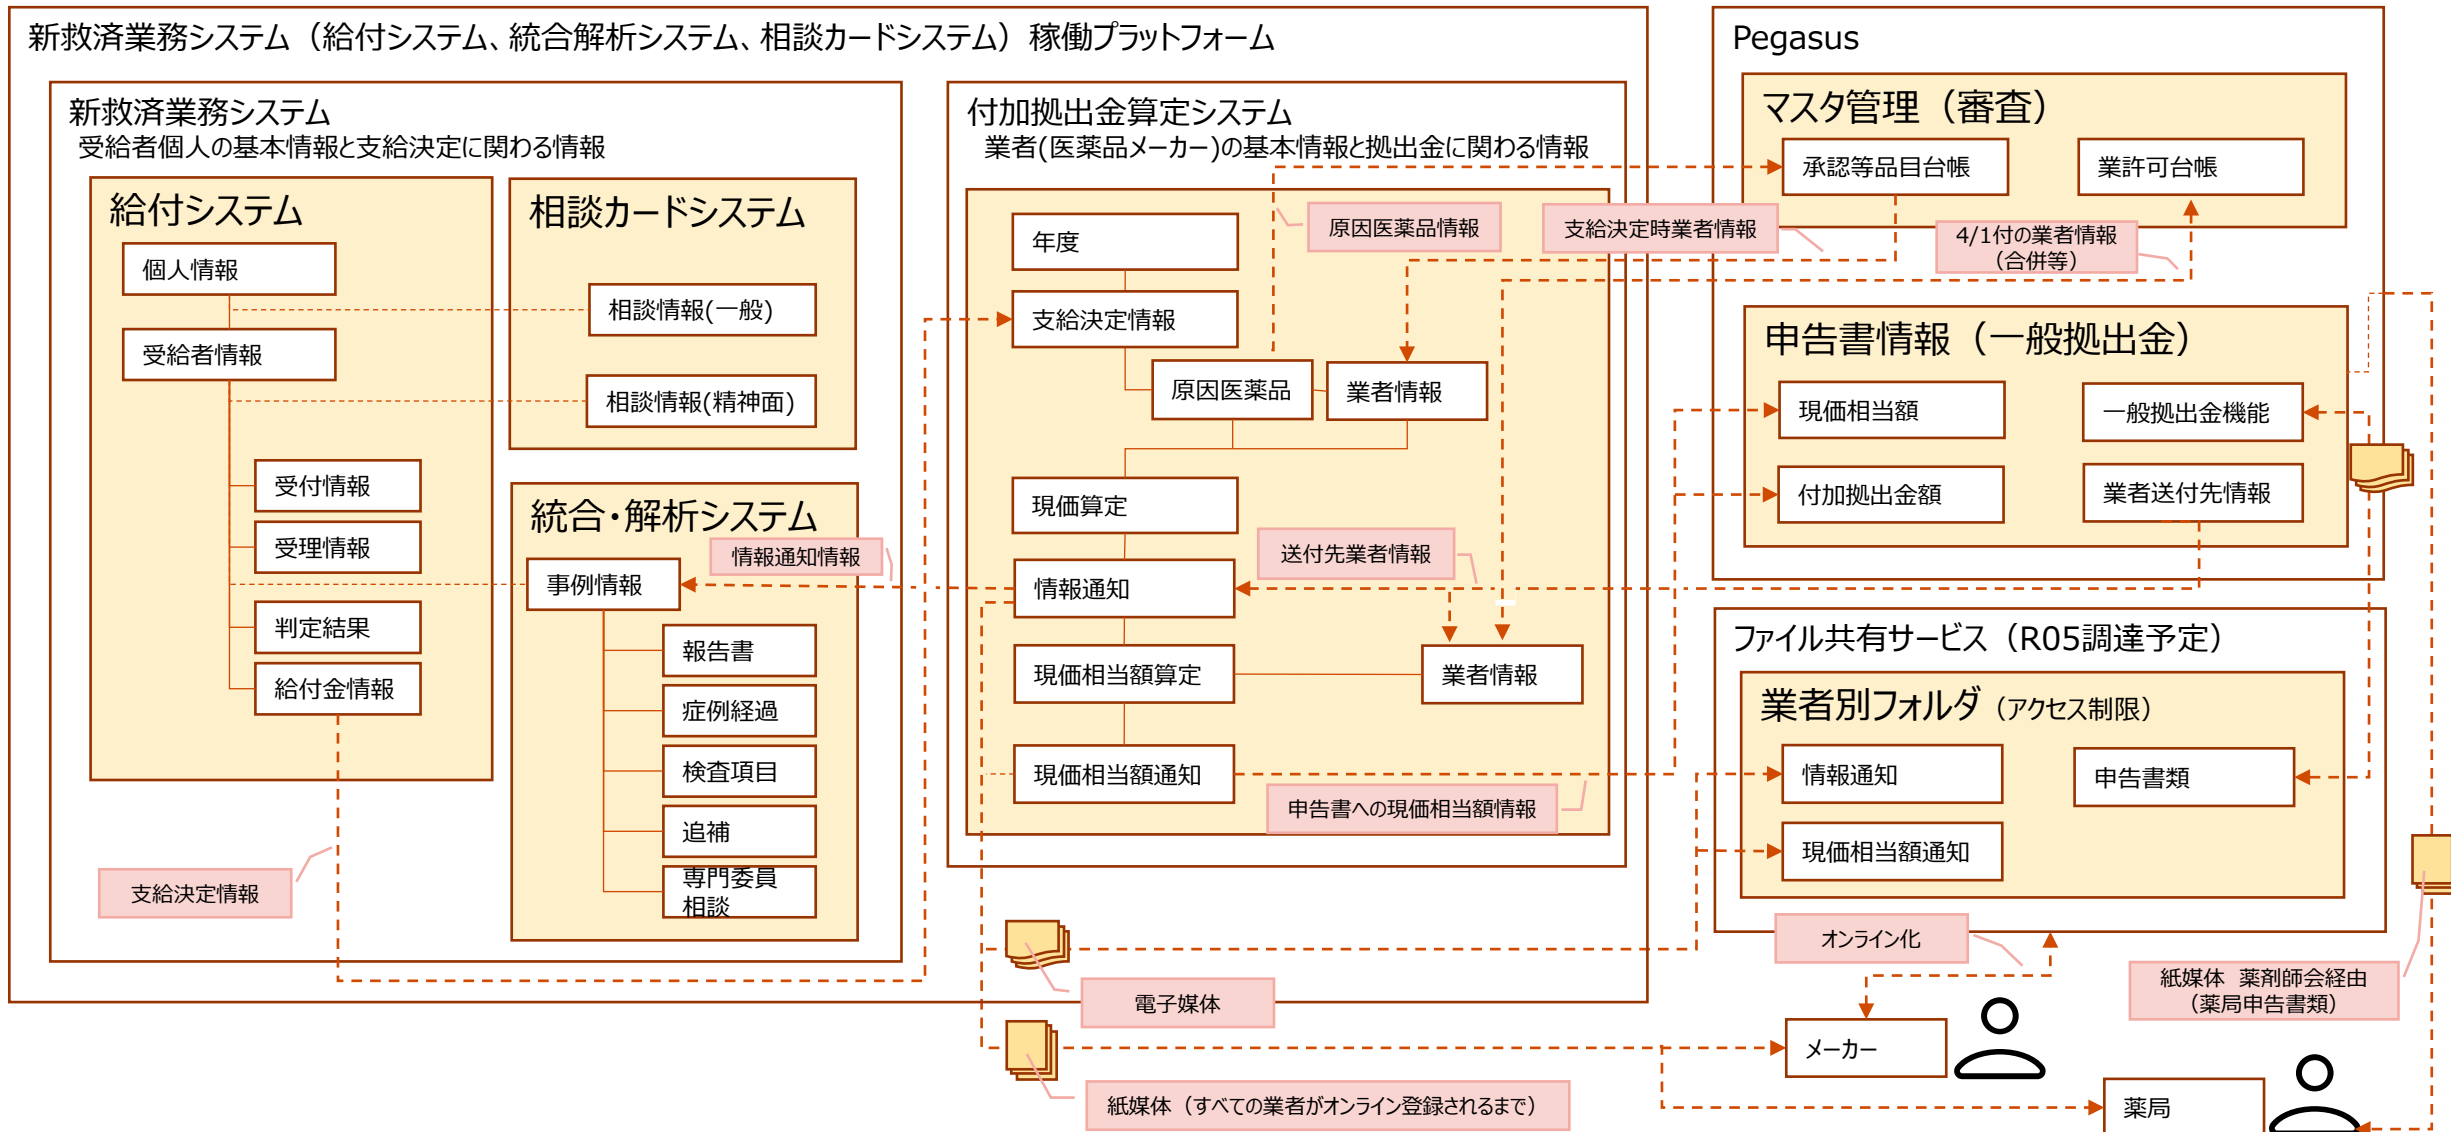 新救済業務システム（給付システム、統合解析システム、相談カードシステム）稼働プラットフォーム
新救済業務システム
受給者個人の基本情報と支給決定に関わる情報
給付システム
個人情報
受給者情報
受付情報
受理情報
判定結果
給付金情報
支給決定情報
相談カードシステム
相談情報(一般)
相談情報(精神面)
統合・解析システム
情報通知情報
事例情報
報告書
症例経過
検査項目
追補
専門委員
相談
付加拠出金算定システム
業者(医薬品メーカー)の基本情報と拠出金に関わる情報
年度
原因医薬品情報
支給決定時業者情報
支給決定情報
原因医薬品
業者情報
現価算定
送付先業者情報
情報通知
現価相当額算定
業者情報
現価相当額通知
申告書への現価相当額情報
電子媒体
紙媒体（すべての業者がオンライン登録されるまで）
Pegasus
マスタ管理（審査）
承認等品目台帳
業許可台帳
4/1付の業者情報
（合併等）
申告書情報（一般拠出金）
現価相当額
一般拠出金機能
付加拠出金額
業者送付先情報
ファイル共有サービス（R05調達予定）
業者別フォルダ（アクセス制限）
情報通知
申告書類
現価相当額通知
オンライン化
紙媒体　薬剤師会経由
（薬局申告書類）
メーカー
薬局